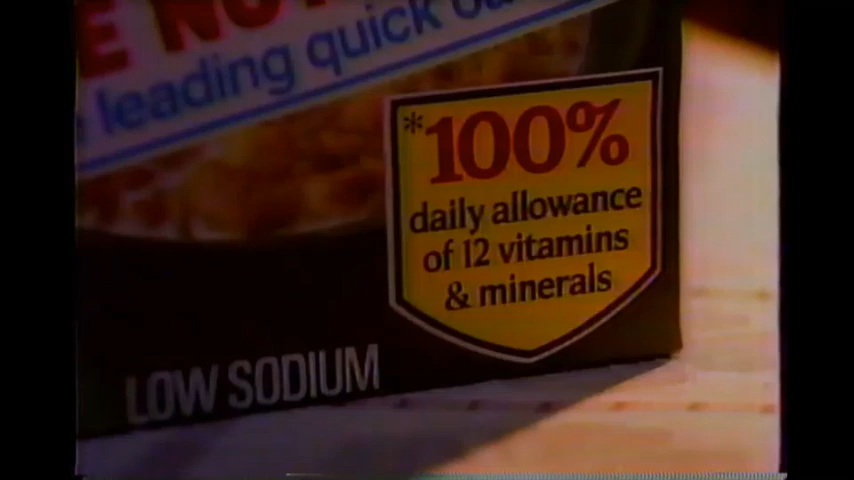 leading quick
*100%
daily allowance
of 12 vitamins
& minerals
LOW SODIUM